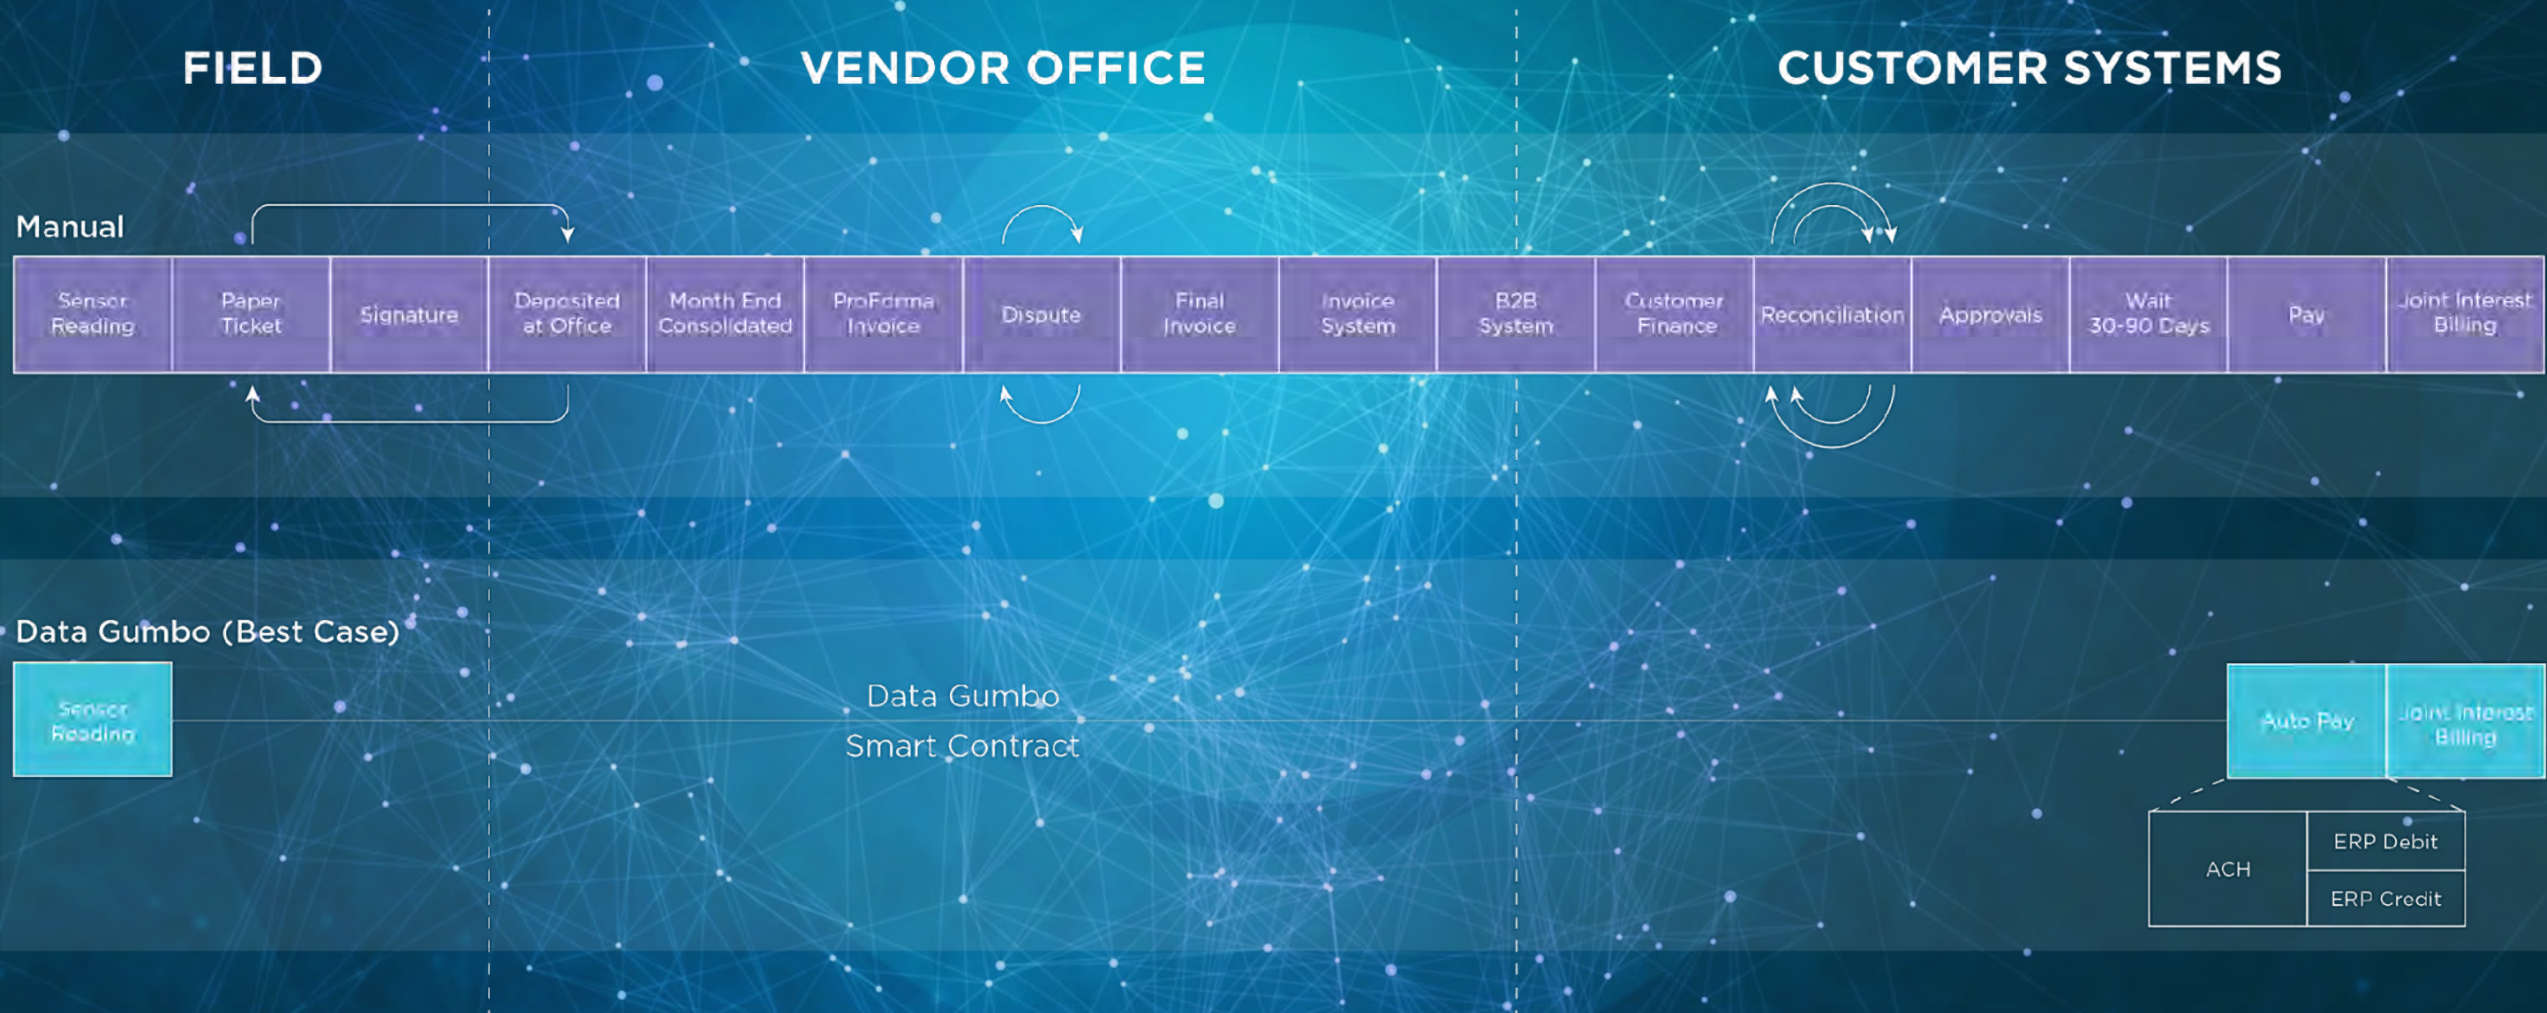 FIELD
VENDOR OFFICE
CUSTOMER SYSTEMS
Manual
Sensor
Reading
Paper
Ticket
Signature
Deposited
at Office
Month End
Consolidated
ProForma
Invoice
Dispute
Final
Invoice
Invoice
System
B2B
System
Customer
Finance
Reconciliation
Approvals
Wait
30-90 Days
Pay
Joint Interest
Billing
Data Gumbo (Best Case)
Sensor
Reading
Data Gumbo
Smart Contract
Auto Pay
Joint Interest
Billing
ACH
ERP Debit
ERP Credit